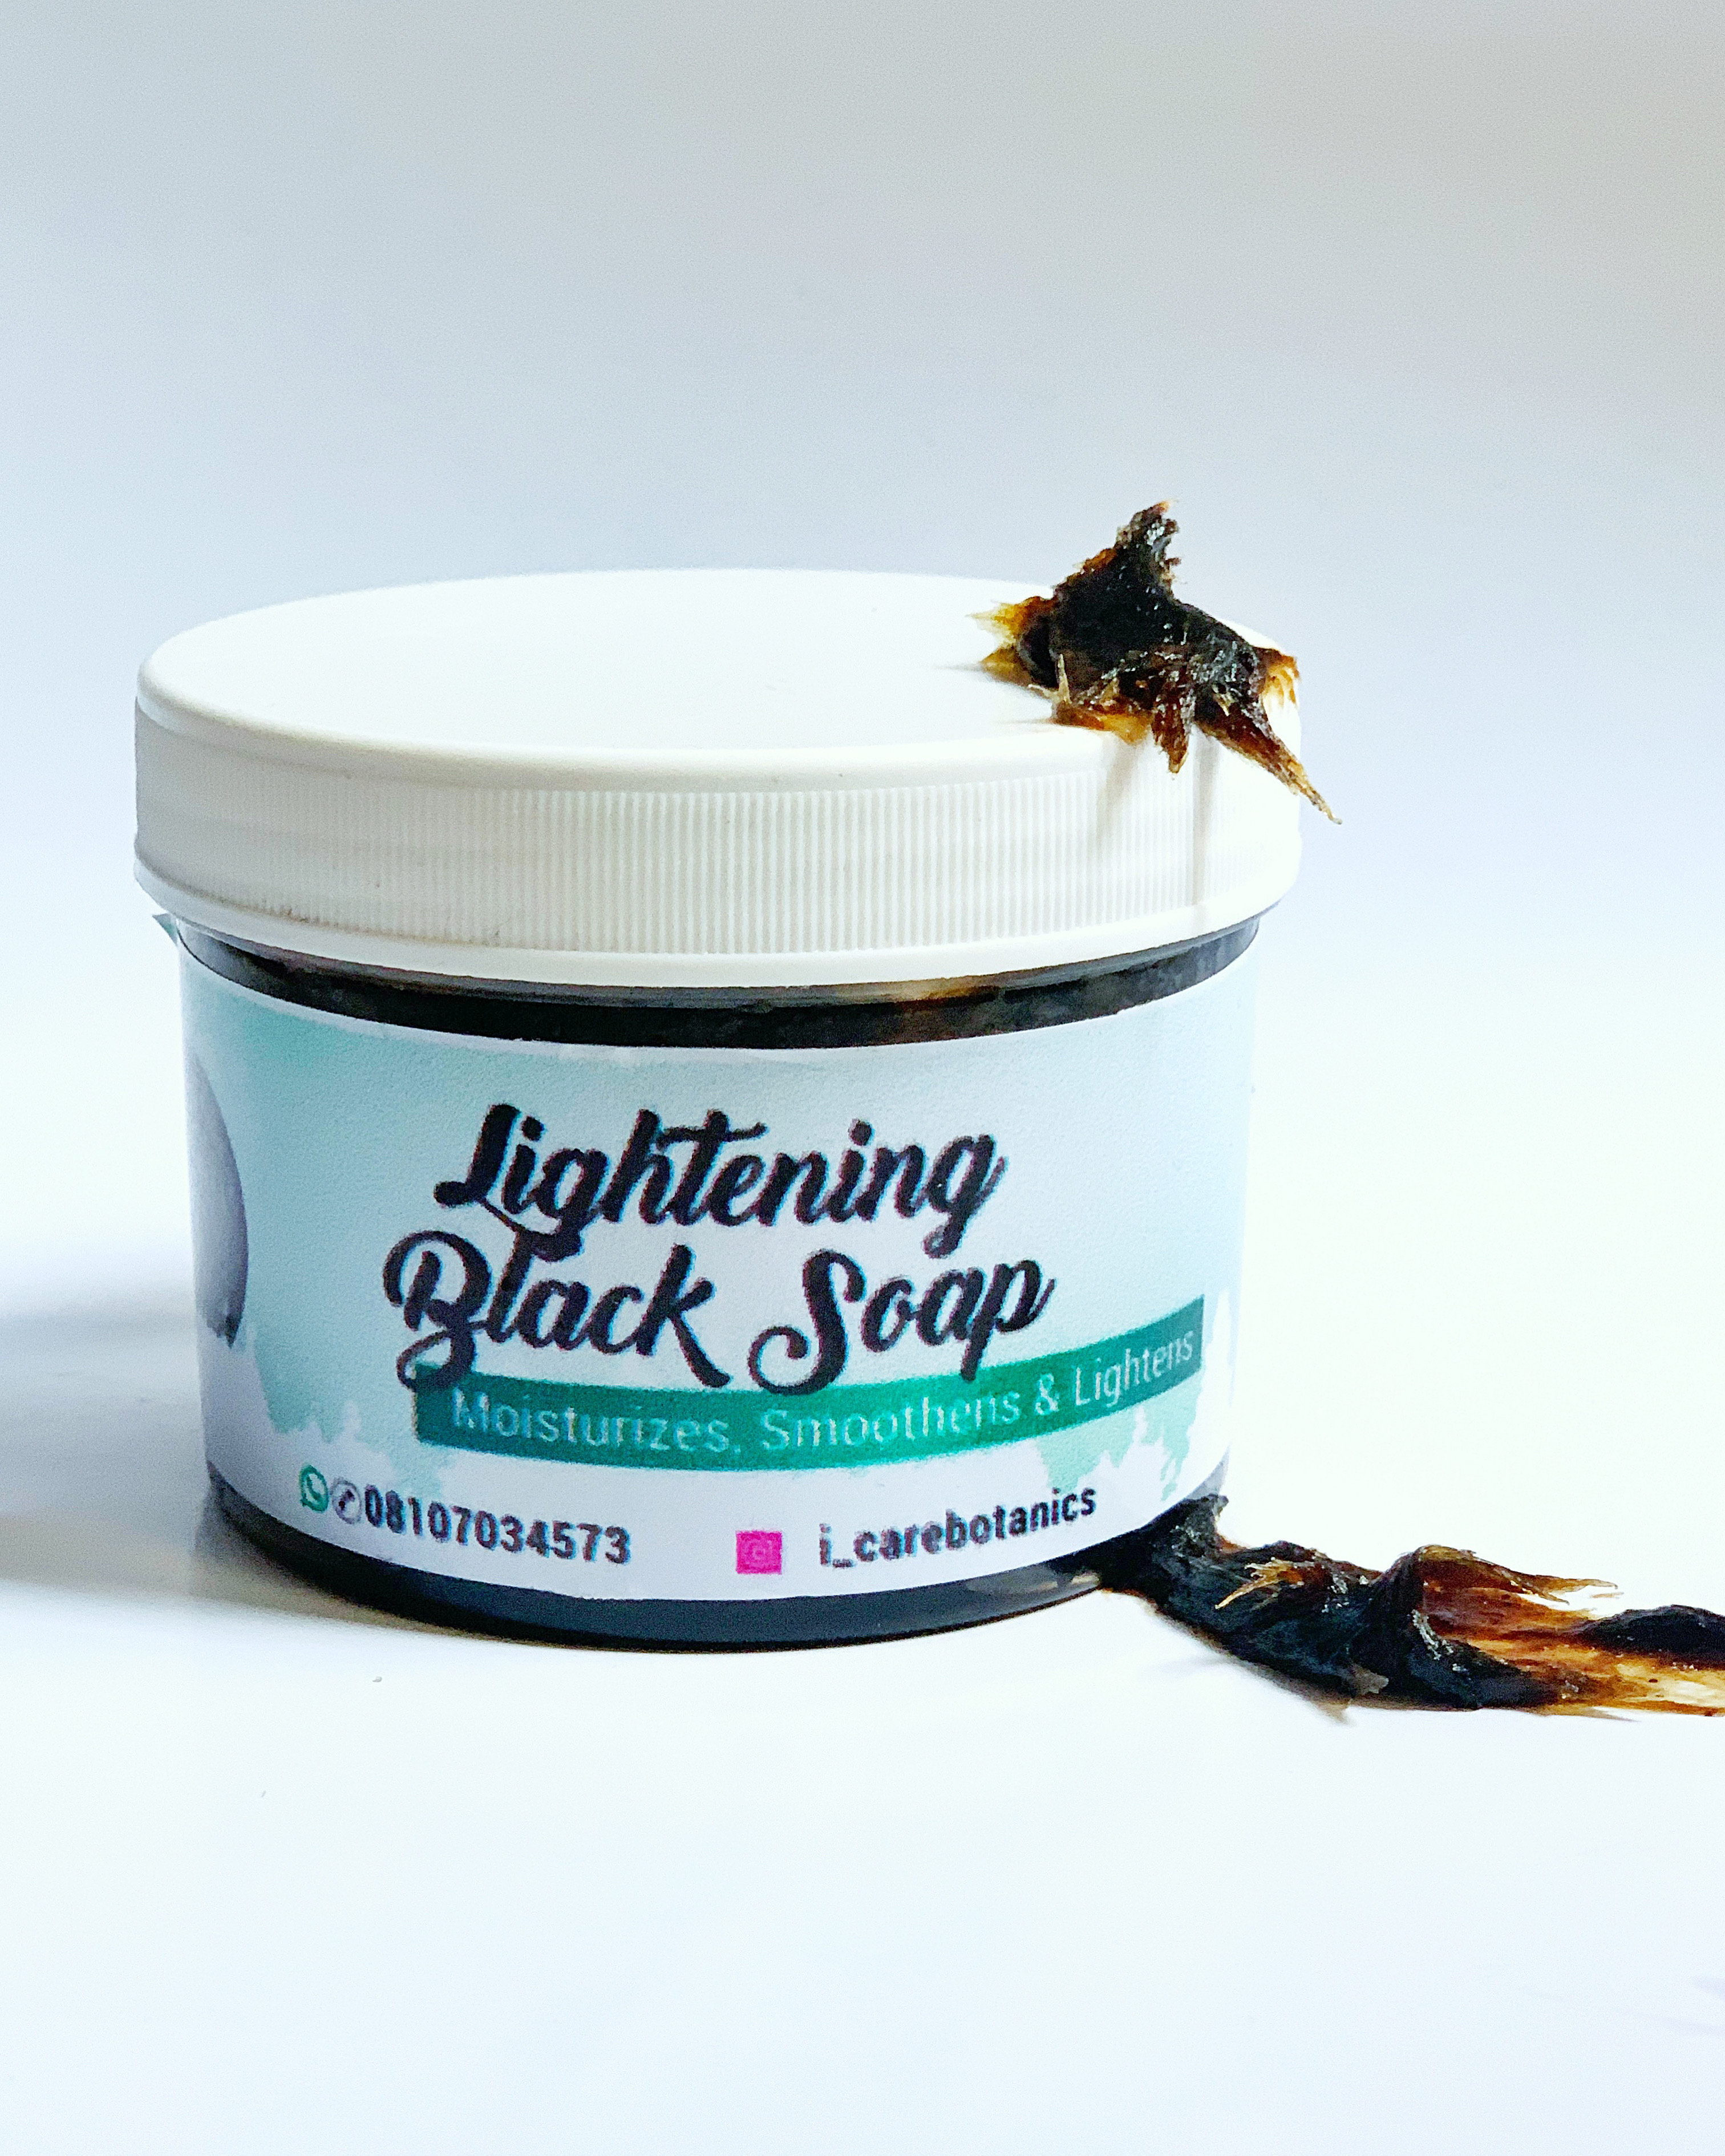 Lightening
Black Soap
Moisturizes, Smoothens & Lightens
08107034573 i_carebotanics